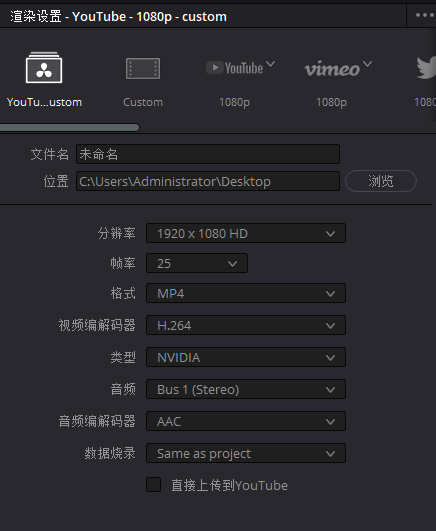 渲染设置 - YouTube - 1080p - custom
YouTu...ustom
Custom
YouTube
1080p
vimeo
1080p
108
文件名 未命名
位置 C:\Users\Administrator\Desktop 浏览
分辨率 1920 x 1080 HD
帧率 25
格式 MP4
视频编解码器 H.264
类型 NVIDIA
音频 Bus 1 (Stereo)
音频编解码器 AAC
数据烧录 Same as project
直接上传到YouTube